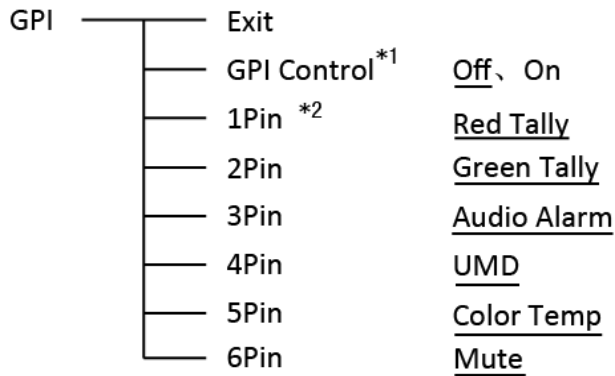 GPI Exit
GPI Control*1 Off、On
1Pin *2 Red Tally
2Pin Green Tally
3Pin Audio Alarm
4Pin UMD
5Pin Color Temp
6Pin Mute